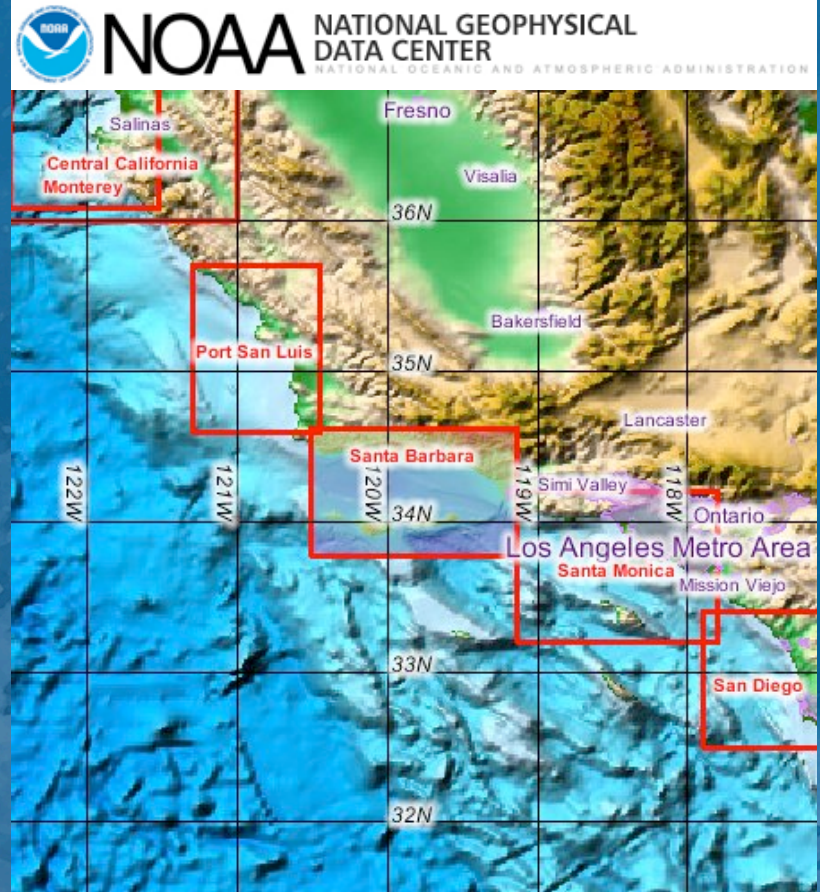 NOAA
NOAA
NATIONAL GEOPHYSICAL
DATA CENTER
NATIONAL OCEANIC AND ATMOSPHERIC ADMINISTRATION
Fresno
Salinas
Central California
Monterey
Visalia
36N
Bakersfield
Port San Luis
35N
Lancaster
Santa Barbara
122W
121W
120W
119W
118W
Simi Valley
34N
Ontario
Los Angeles Metro Area
Santa Monica
Mission Viejo
33N
San Diego
32N